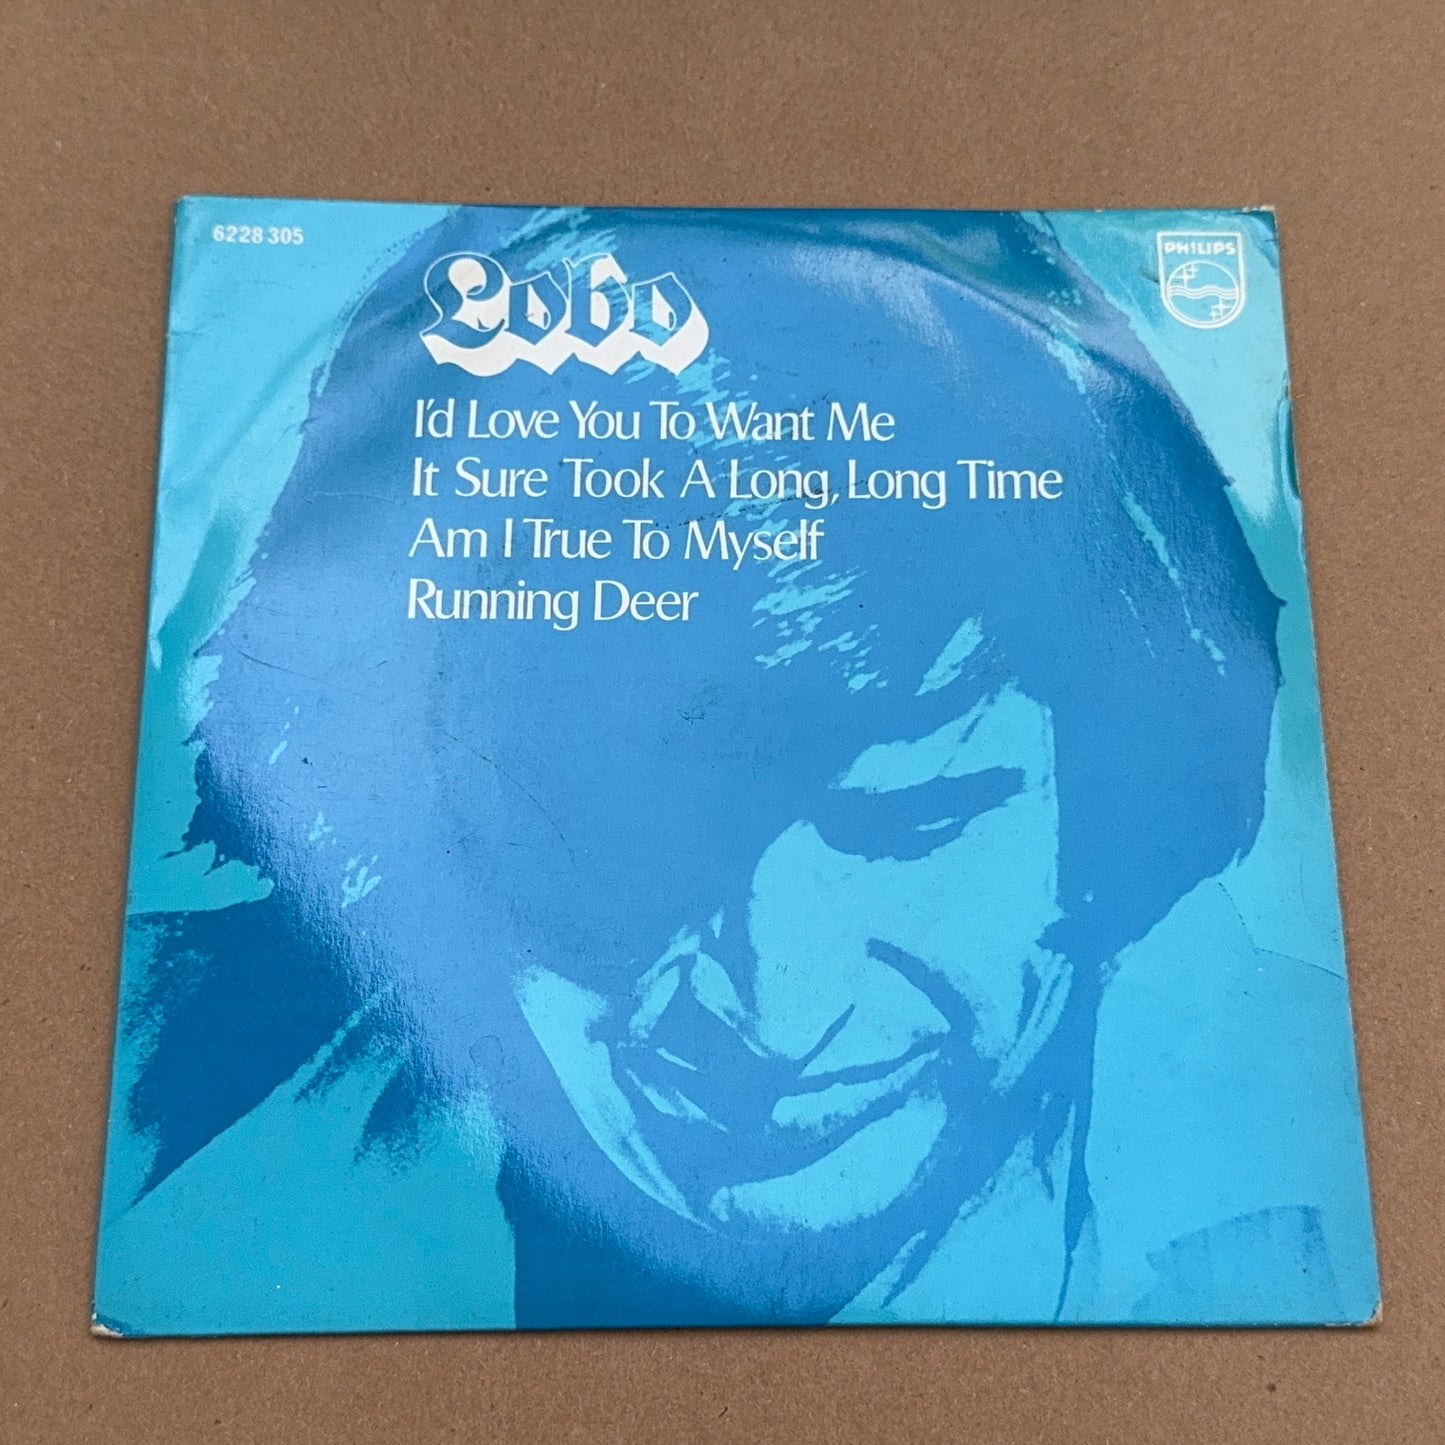 6228 305
PHILIPS
Lobo
I'd Love You To Want Me
It Sure Took A Long, Long Time
Am I True To Myself
Running Deer